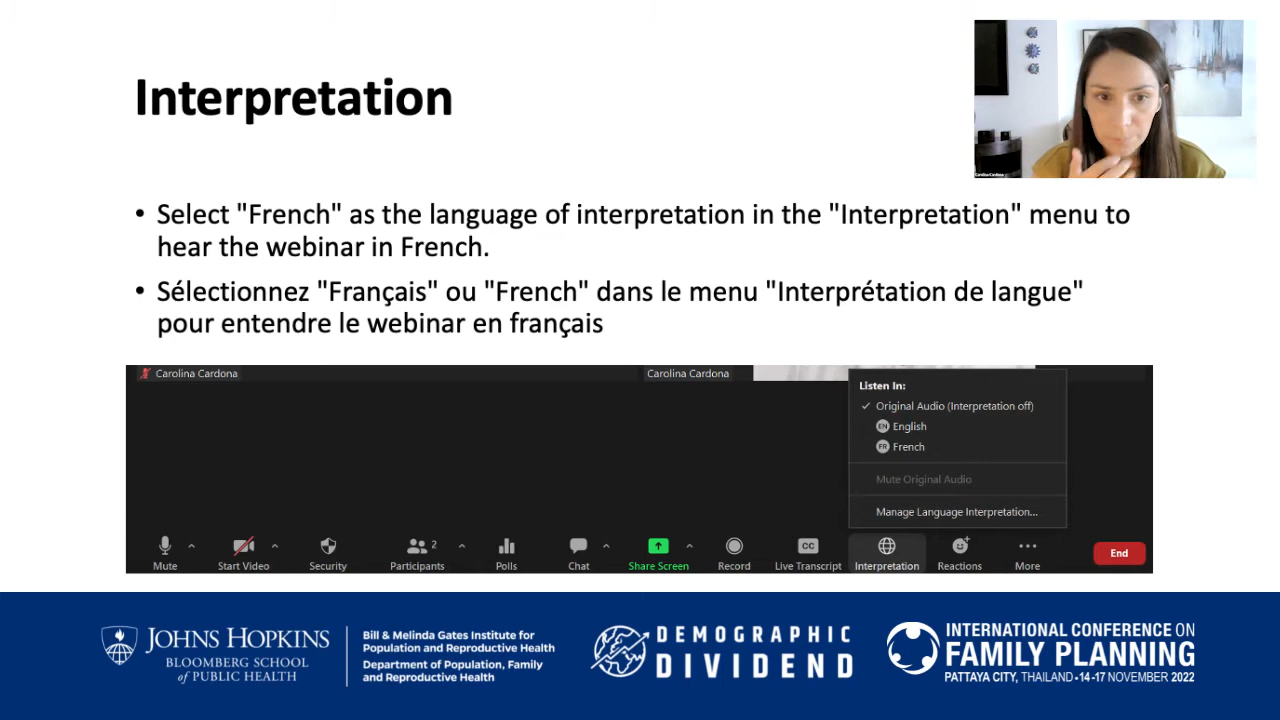 Interpretation
Carolina Cardona
• Select "French" as the language of interpretation in the "Interpretation" menu to
hear the webinar in French.
• Sélectionnez "Français" ou "French" dans le menu "Interprétation de langue"
pour entendre le webinar en français
Carolina Cardona
Carolina Cardona
Listen In:
Original Audio (Interpretation off)
EN English
FR French
Mute Original Audio
Manage Language Interpretation...
2
Mute
Start Video
Security
Participants
Polls
Chat
Share Screen
Record
CC
Live Transcript
Interpretation
Reactions
More
End
JOHNS HOPKINS
BLOOMBERG SCHOOL
of PUBLIC HEALTH
Bill & Melinda Gates Institute for
Population and Reproductive Health
Department of Population, Family
and Reproductive Health
DEMOGRAPHIC
DIVIDEND
INTERNATIONAL CONFERENCE ON
FAMILY PLANNING
PATTAYA CITY, THAILAND • 14-17 NOVEMBER 2022